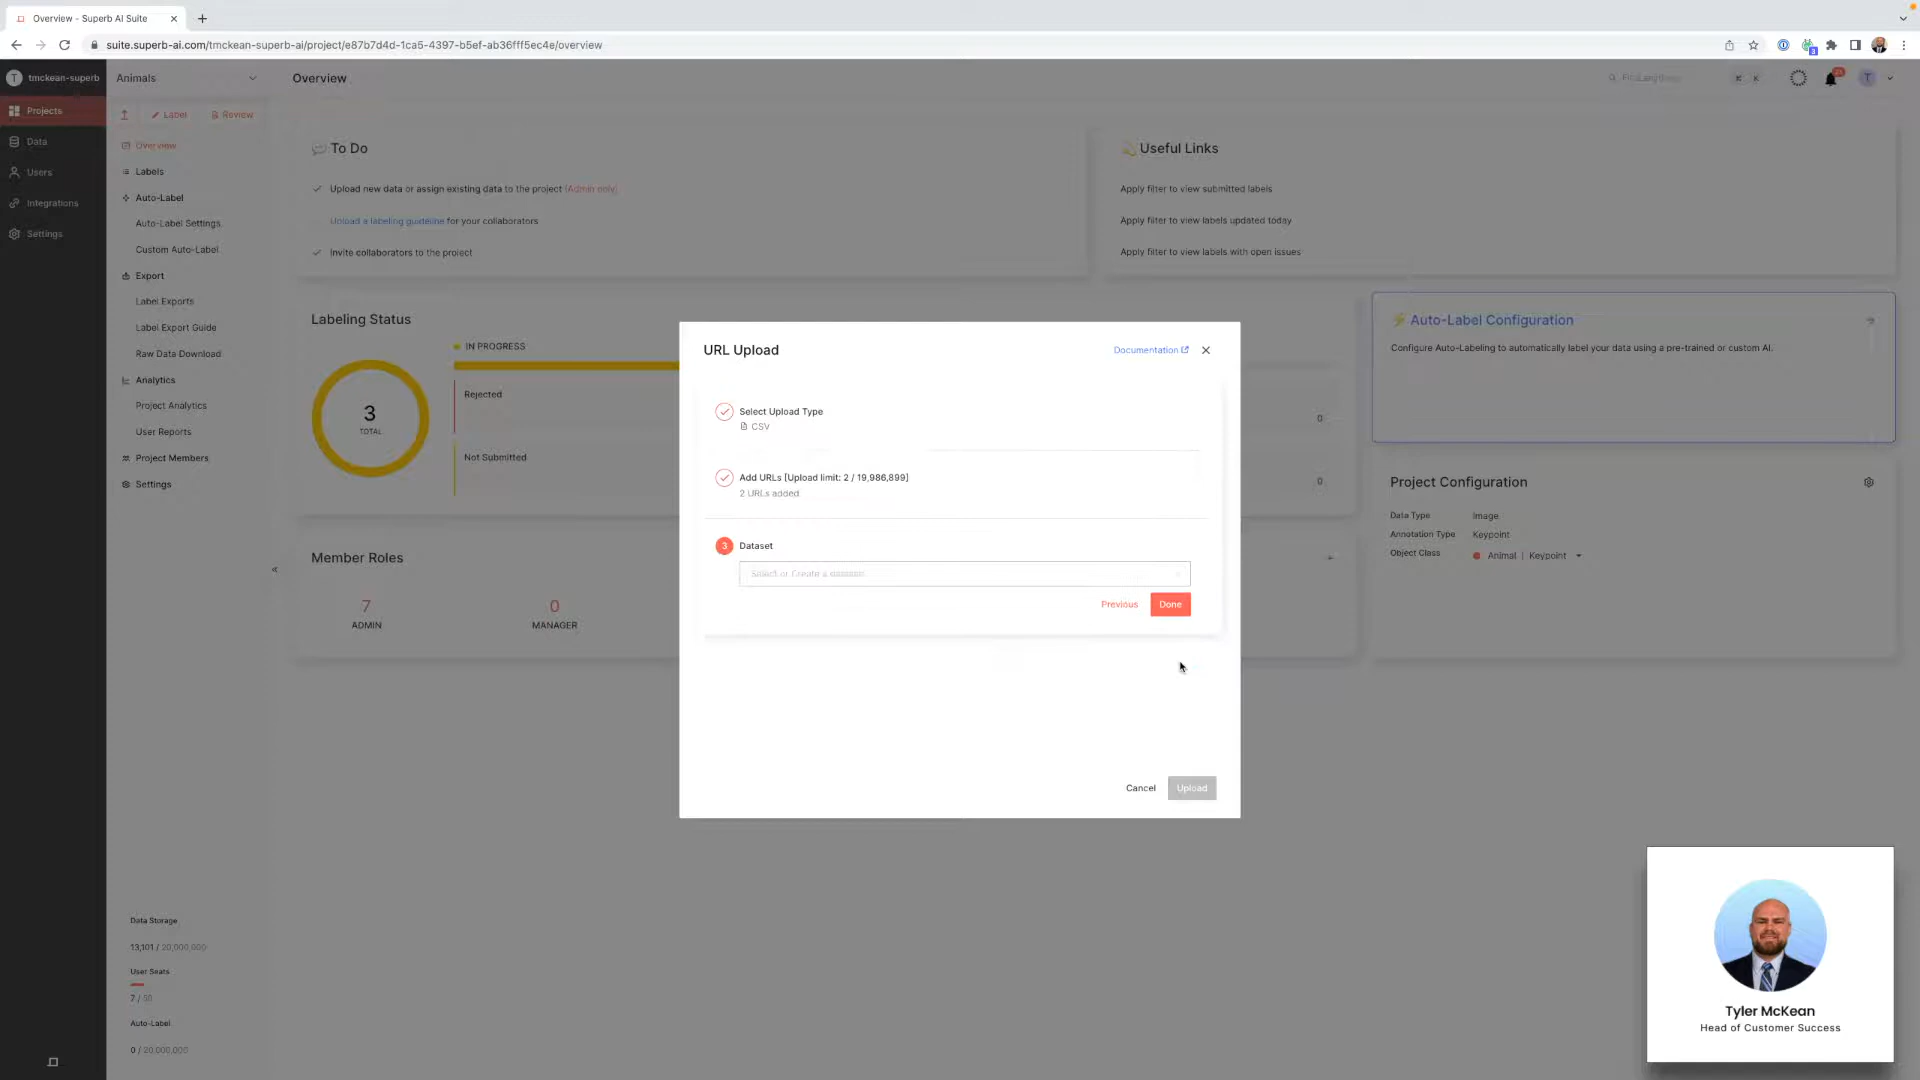 Overview - Superb AI Suite
suite.superb-ai.com/tmckean-superb-ai/project/e87b7d4d-1ca5-4397-b5ef-ab36fff5ec4e/overview
T tmckean-superb
Projects
Data
Users
Integrations
Settings
Animals
Label Review
Overview
Labels
Auto-Label
Auto-Label Settings
Custom Auto-Label
Export
Label Exports
Label Export Guide
Raw Data Download
Analytics
Project Analytics
User Reports
Project Members
Settings
Data Storage
13,101 / 20,000,000
User Seats
7 / 50
Auto-Label
0 / 20,000,000
Overview
K
T
To Do
Upload new data or assign existing data to the project (Admin only)
Upload a labeling guideline for your collaborators
Invite collaborators to the project
Useful Links
Apply filter to view submitted labels
Apply filter to view labels updated today
Apply filter to view labels with open issues
Labeling Status
3
TOTAL
IN PROGRESS
Rejected
Not Submitted
0
0
Member Roles
7
ADMIN
0
MANAGER
Auto-Label Configuration
Configure Auto-Labeling to automatically label your data using a pre-trained or custom AI.
Project Configuration
Data Type Image
Annotation Type Keypoint
Object Class Animal | Keypoint
URL Upload
Documentation
Select Upload Type
CSV
Add URLs [Upload limit: 2 / 19,986,899]
2 URLs added
3 Dataset
Select or Create a
Previous Done
Cancel Upload
Tyler McKean
Head of Customer Success